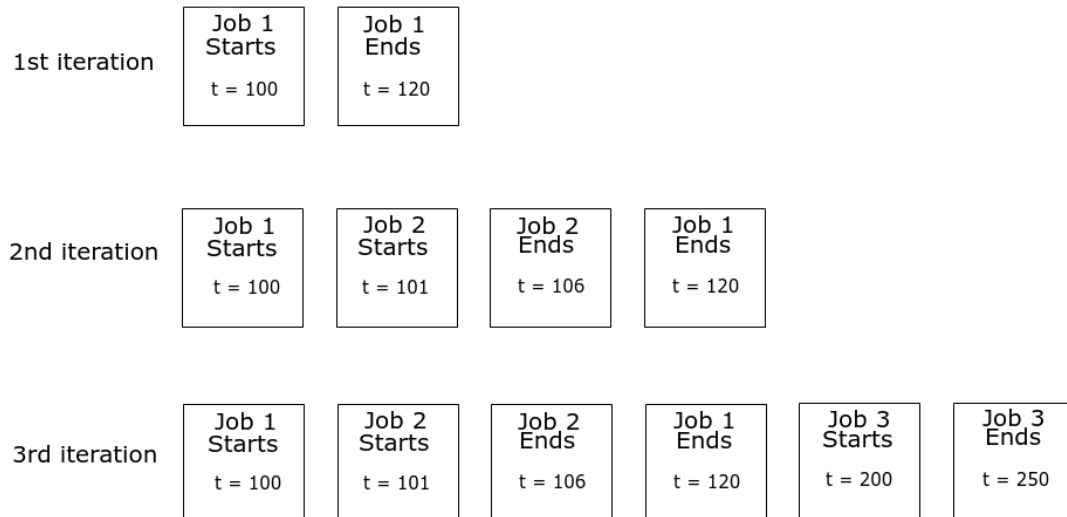 1st iteration
Job 1
Starts
t = 100
Job 1
Ends
t = 120
2nd iteration
Job 1
Starts
t = 100
Job 2
Starts
t = 101
Job 2
Ends
t = 106
Job 1
Ends
t = 120
3rd iteration
Job 1
Starts
t = 100
Job 2
Starts
t = 101
Job 2
Ends
t = 106
Job 1
Ends
t = 120
Job 3
Starts
t = 200
Job 3
Ends
t = 250